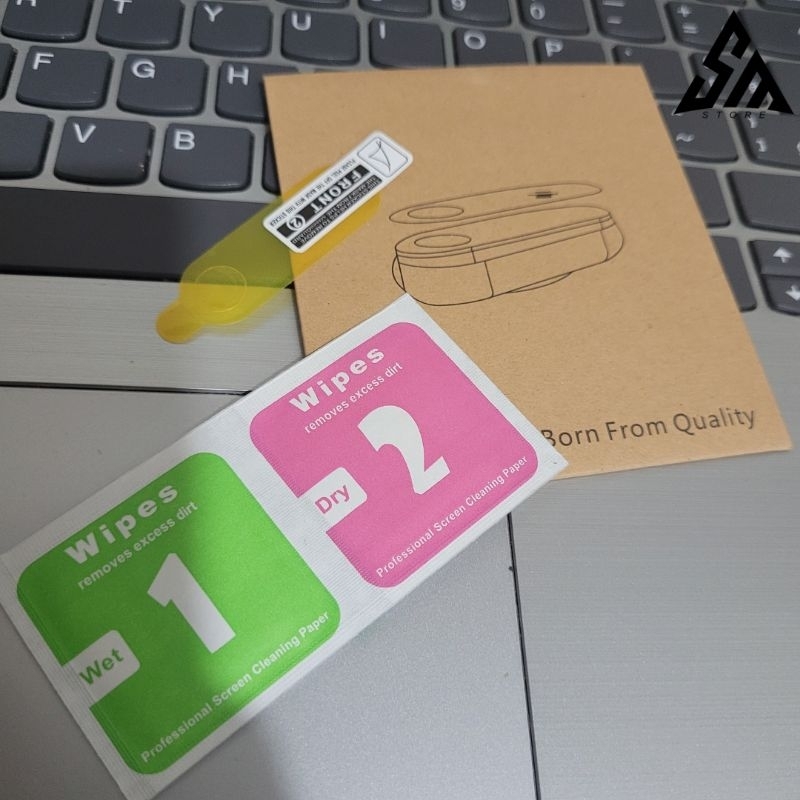 SM
STORE
R
T
Y
U
I
O
P
F
G
H
V
B
FRONT 2
Born From Quality
Wipes
removes excess dirt
2
Dry
Professional Screen Cleaning Paper
Wipes
removes excess dirt
1
Wet
Professional Screen Cleaning Paper